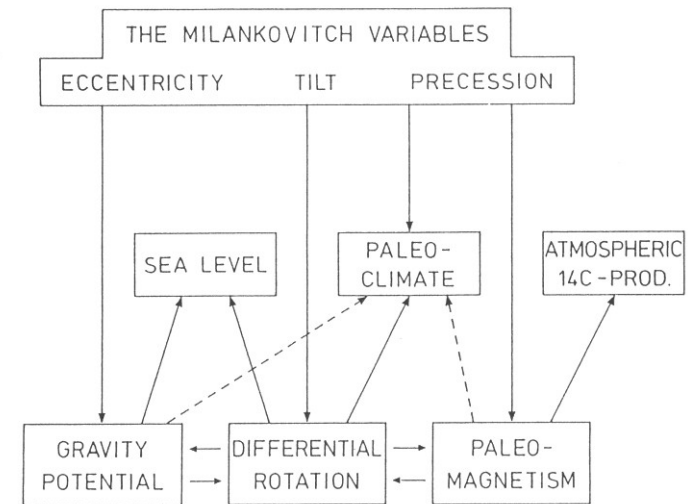 THE MILANKOVITCH VARIABLES
ECCENTRICITY TILT PRECESSION
SEA LEVEL
PALEO-
CLIMATE
ATMOSPHERIC
14C-PROD.
GRAVITY
POTENTIAL
DIFFERENTIAL
ROTATION
PALEO-
MAGNETISM